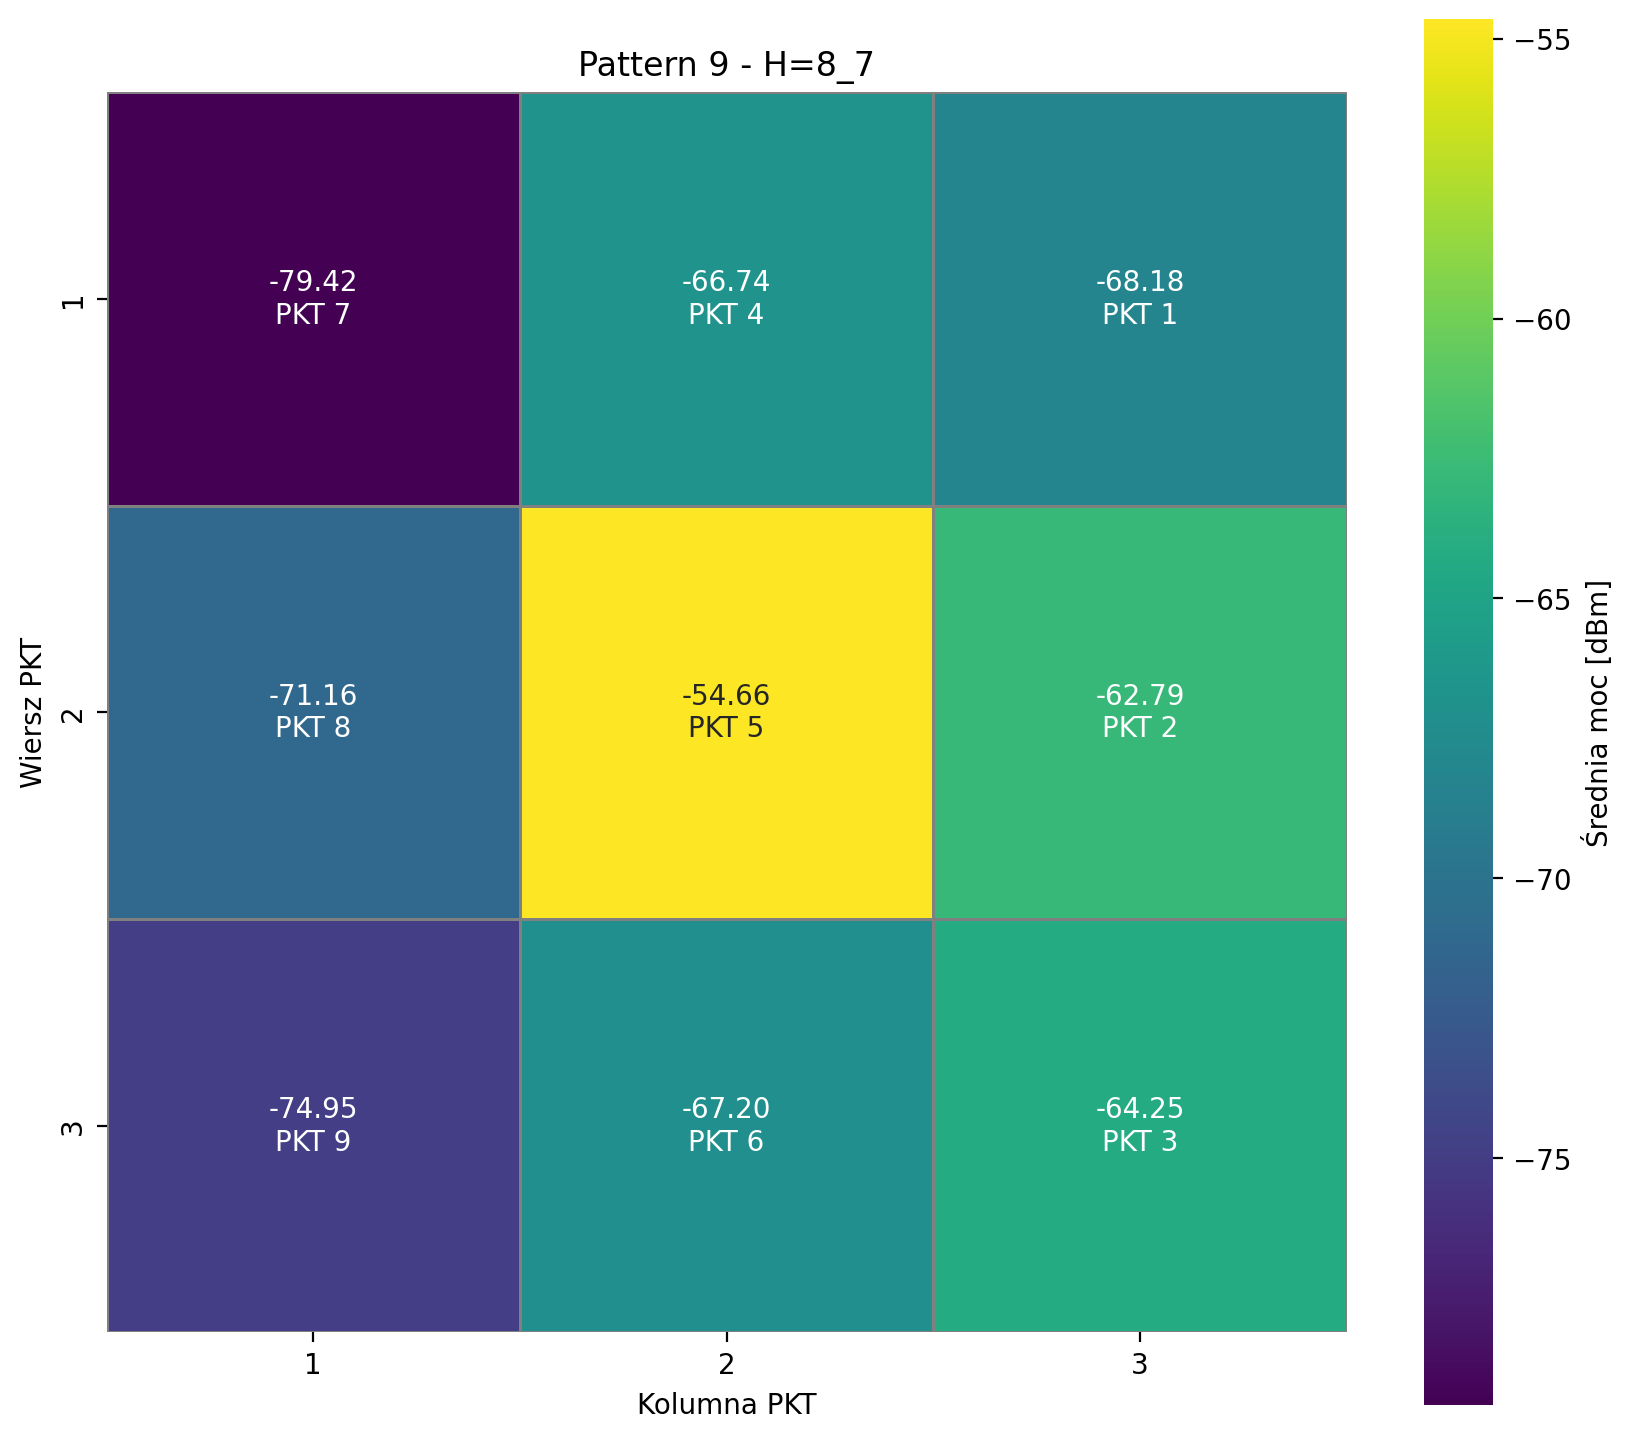 Pattern 9 - H=8_7
1
-79.42
PKT 7
-66.74
PKT 4
-68.18
PKT 1
Wiersz PKT
2
-71.16
PKT 8
-54.66
PKT 5
-62.79
PKT 2
3
-74.95
PKT 9
-67.20
PKT 6
-64.25
PKT 3
1
2
3
Kolumna PKT
−55
−60
−65
−70
−75
Średnia moc [dBm]